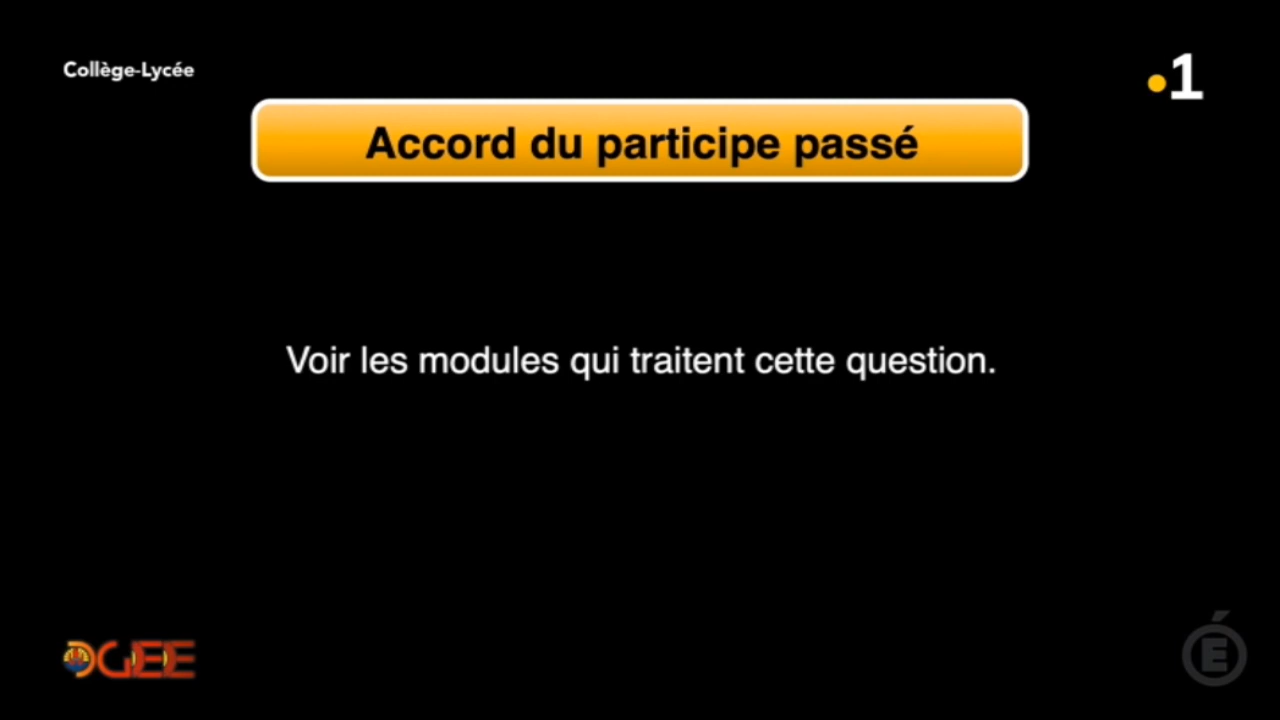 Collège-Lycée
1
Accord du participe passé
Voir les modules qui traitent cette question.
DGEE
É